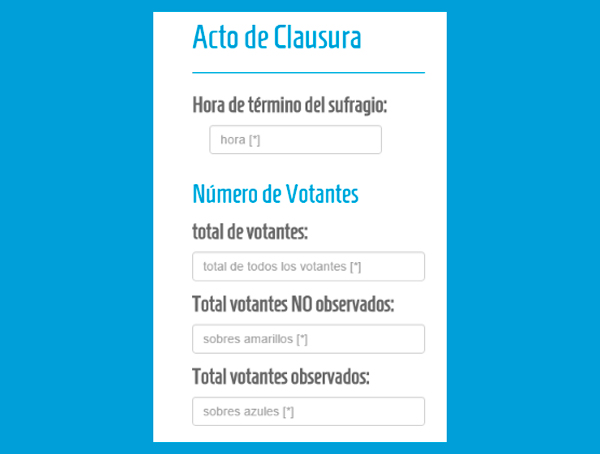 Acto de Clausura
Hora de término del sufragio:
hora [*]
Número de Votantes
total de votantes:
total de todos los votantes [*]
Total votantes NO observados:
sobres amarillos [*]
Total votantes observados:
sobres azules [*]